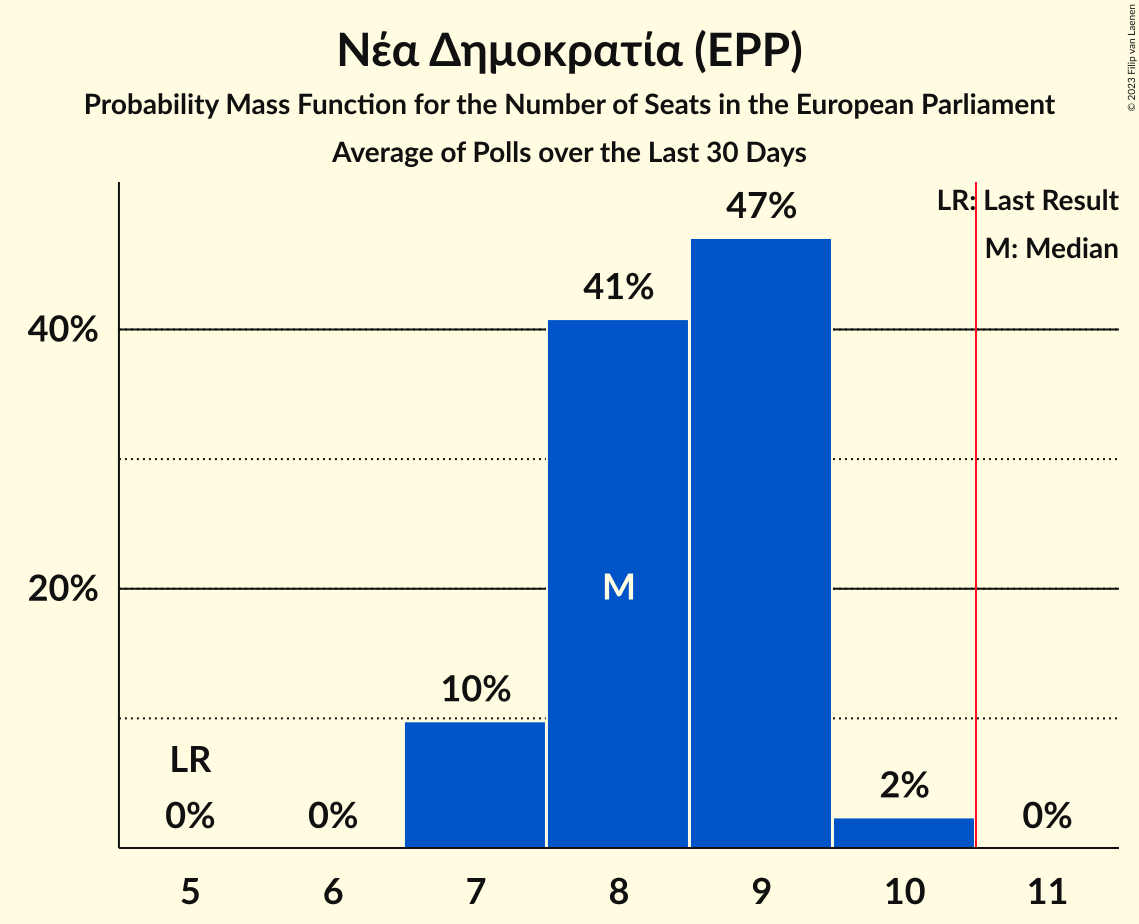 Νέα Δημοκρατία (EPP)
Probability Mass Function for the Number of Seats in the European Parliament
Average of Polls over the Last 30 Days
© 2023 Filip van Laenen
LR: Last Result
M: Median
47%
41%
40%
20%
M
10%
LR
0%
0%
2%
0%
5 6 7 8 9 10 11